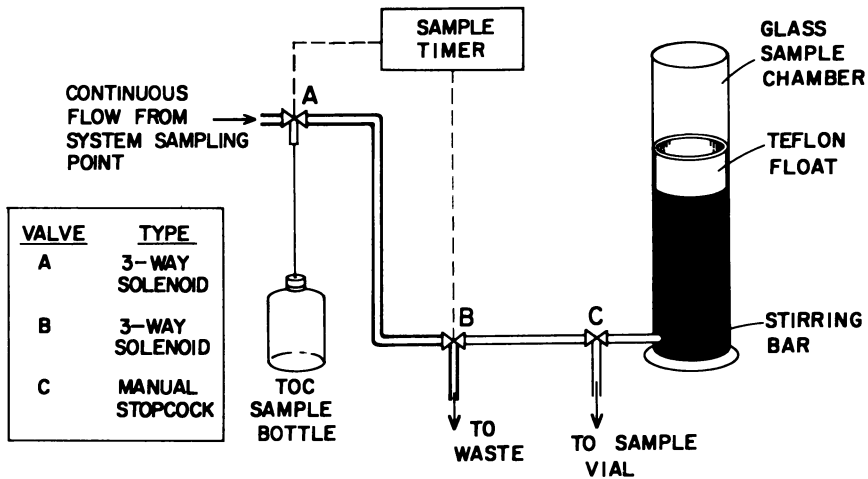 SAMPLE
TIMER
GLASS
SAMPLE
CHAMBER
CONTINUOUS
FLOW FROM
SYSTEM SAMPLING
POINT
A
TEFLON
FLOAT
VALVE TYPE
A 3-WAY
SOLENOID
B 3-WAY
SOLENOID
C MANUAL
STOPCOCK
TOC
SAMPLE
BOTTLE
B
C
STIRRING
BAR
TO
WASTE
TO SAMPLE
VIAL